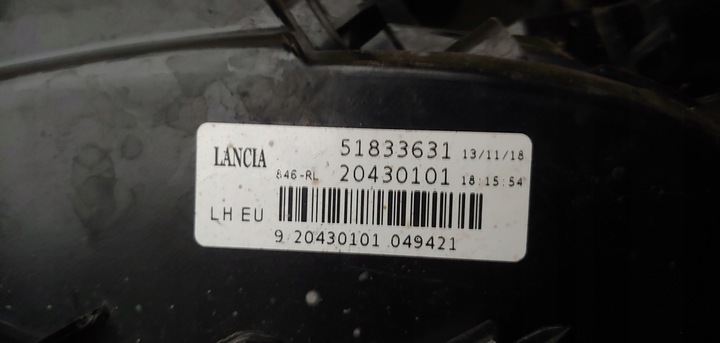 LANCIA 51833631 13/11/18
846-RL 20430101 18:15:54
LH EU
9 20430101 049421